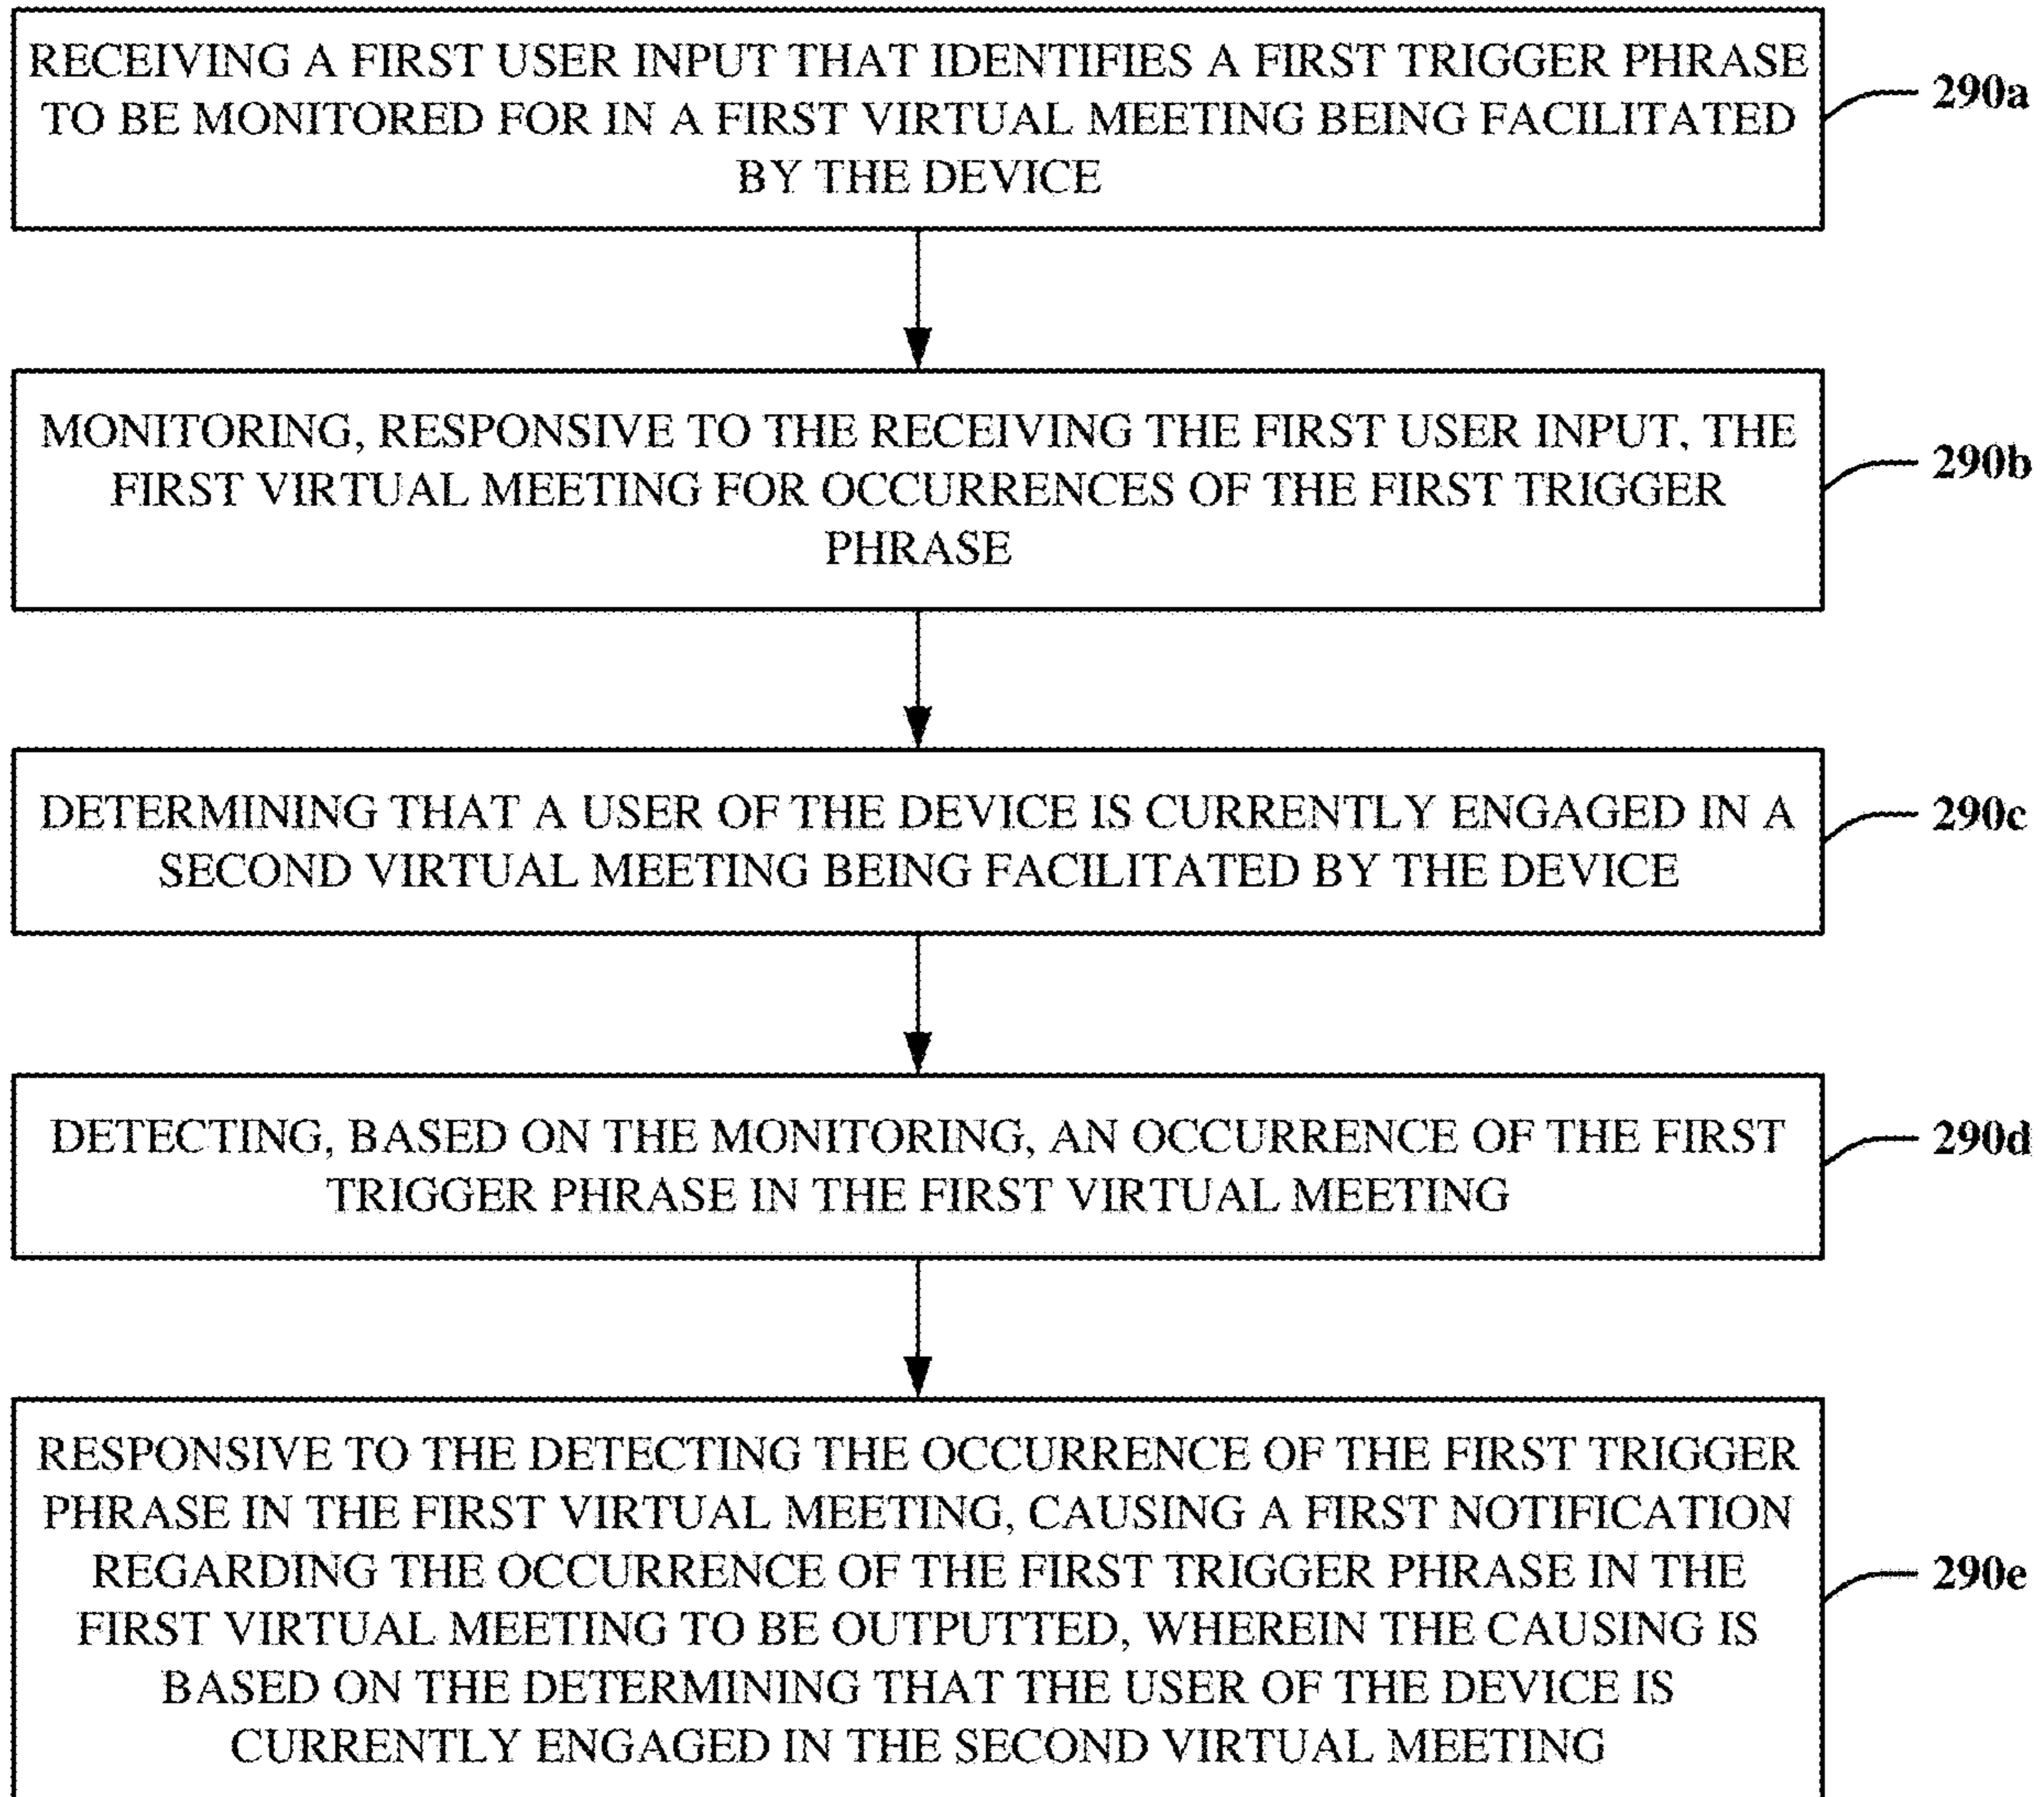 RECEIVING A FIRST USER INPUT THAT IDENTIFIES A FIRST TRIGGER PHRASE
TO BE MONITORED FOR IN A FIRST VIRTUAL MEETING BEING FACILITATED
BY THE DEVICE
290a
MONITORING, RESPONSIVE TO THE RECEIVING THE FIRST USER INPUT, THE
FIRST VIRTUAL MEETING FOR OCCURRENCES OF THE FIRST TRIGGER
PHRASE
290b
DETERMINING THAT A USER OF THE DEVICE IS CURRENTLY ENGAGED IN A
SECOND VIRTUAL MEETING BEING FACILITATED BY THE DEVICE
290c
DETECTING, BASED ON THE MONITORING, AN OCCURRENCE OF THE FIRST
TRIGGER PHRASE IN THE FIRST VIRTUAL MEETING
290d
RESPONSIVE TO THE DETECTING THE OCCURRENCE OF THE FIRST TRIGGER
PHRASE IN THE FIRST VIRTUAL MEETING, CAUSING A FIRST NOTIFICATION
REGARDING THE OCCURRENCE OF THE FIRST TRIGGER PHRASE IN THE
FIRST VIRTUAL MEETING TO BE OUTPUTTED, WHEREIN THE CAUSING IS
BASED ON THE DETERMINING THAT THE USER OF THE DEVICE IS
CURRENTLY ENGAGED IN THE SECOND VIRTUAL MEETING
290e